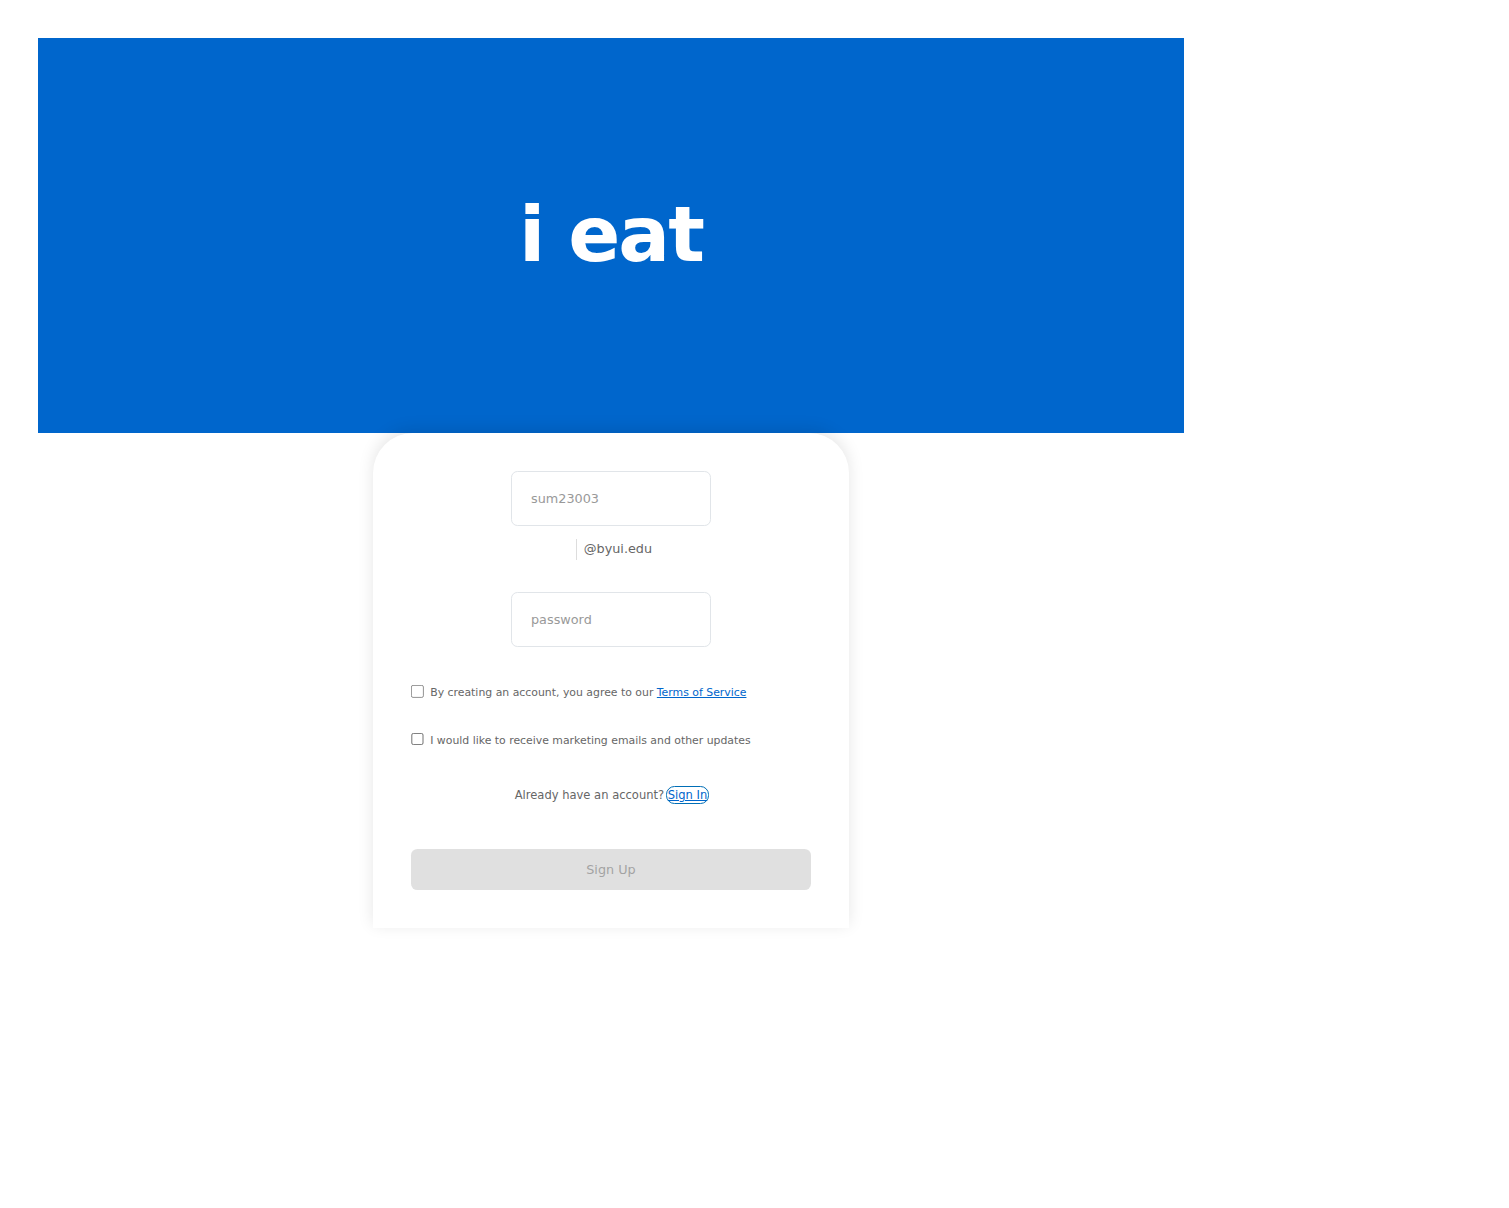 i eat
sum23003
@byui.edu
password
By creating an account, you agree to our Terms of Service
I would like to receive marketing emails and other updates
Already have an account? Sign In
Sign Up